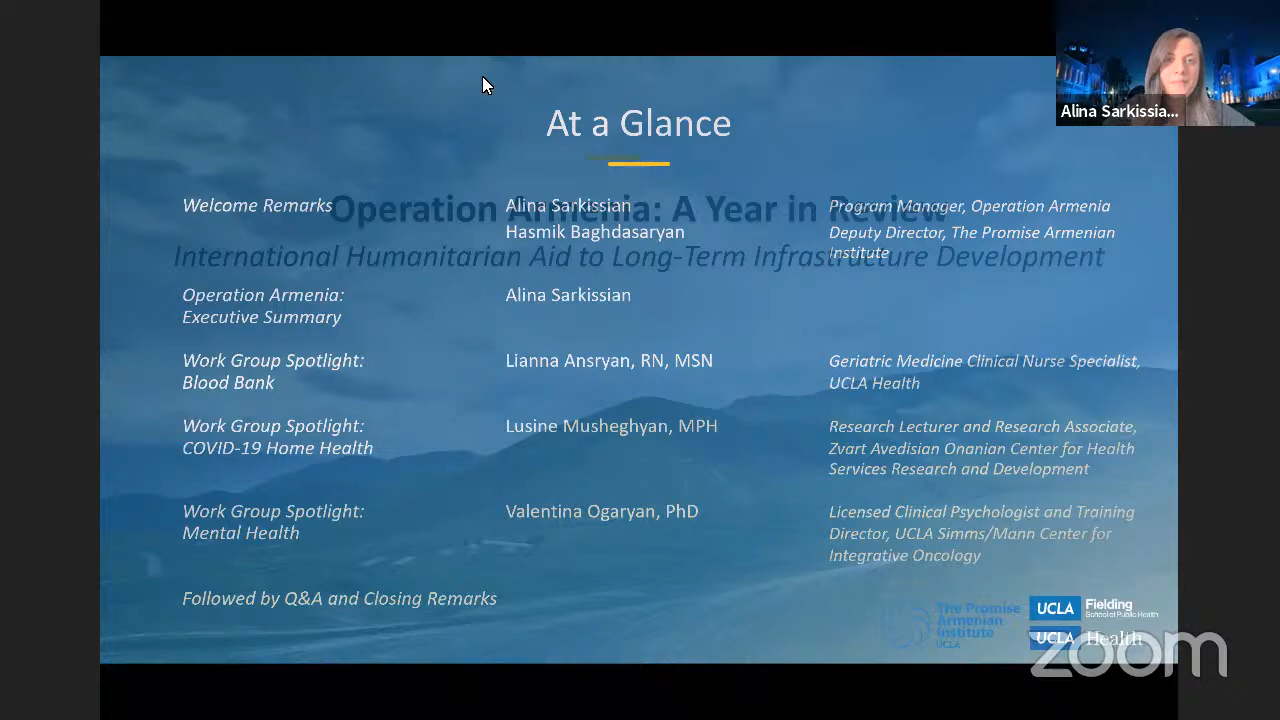 Alina Sarkissia...
At a Glance
Operation Armenia: A Year in Review
International Humanitarian Aid to Long-Term Infrastructure Development
Welcome Remarks
Alina Sarkissian
Program Manager, Operation Armenia
Hasmik Baghdasaryan
Deputy Director, The Promise Armenian
Institute
Operation Armenia:
Executive Summary
Alina Sarkissian
Work Group Spotlight:
Blood Bank
Lianna Ansryan, RN, MSN
Geriatric Medicine Clinical Nurse Specialist,
UCLA Health
Work Group Spotlight:
COVID-19 Home Health
Lusine Musheghyan, MPH
Research Lecturer and Research Associate,
Zvart Avedisian Onanian Center for Health
Services Research and Development
Work Group Spotlight:
Mental Health
Valentina Ogaryan, PhD
Licensed Clinical Psychologist and Training
Director, UCLA Simms/Mann Center for
Integrative Oncology
Followed by Q&A and Closing Remarks
The Promise
Armenian
Institute
UCLA
UCLA Fielding
School of Public Health
UCLA Health
zoom